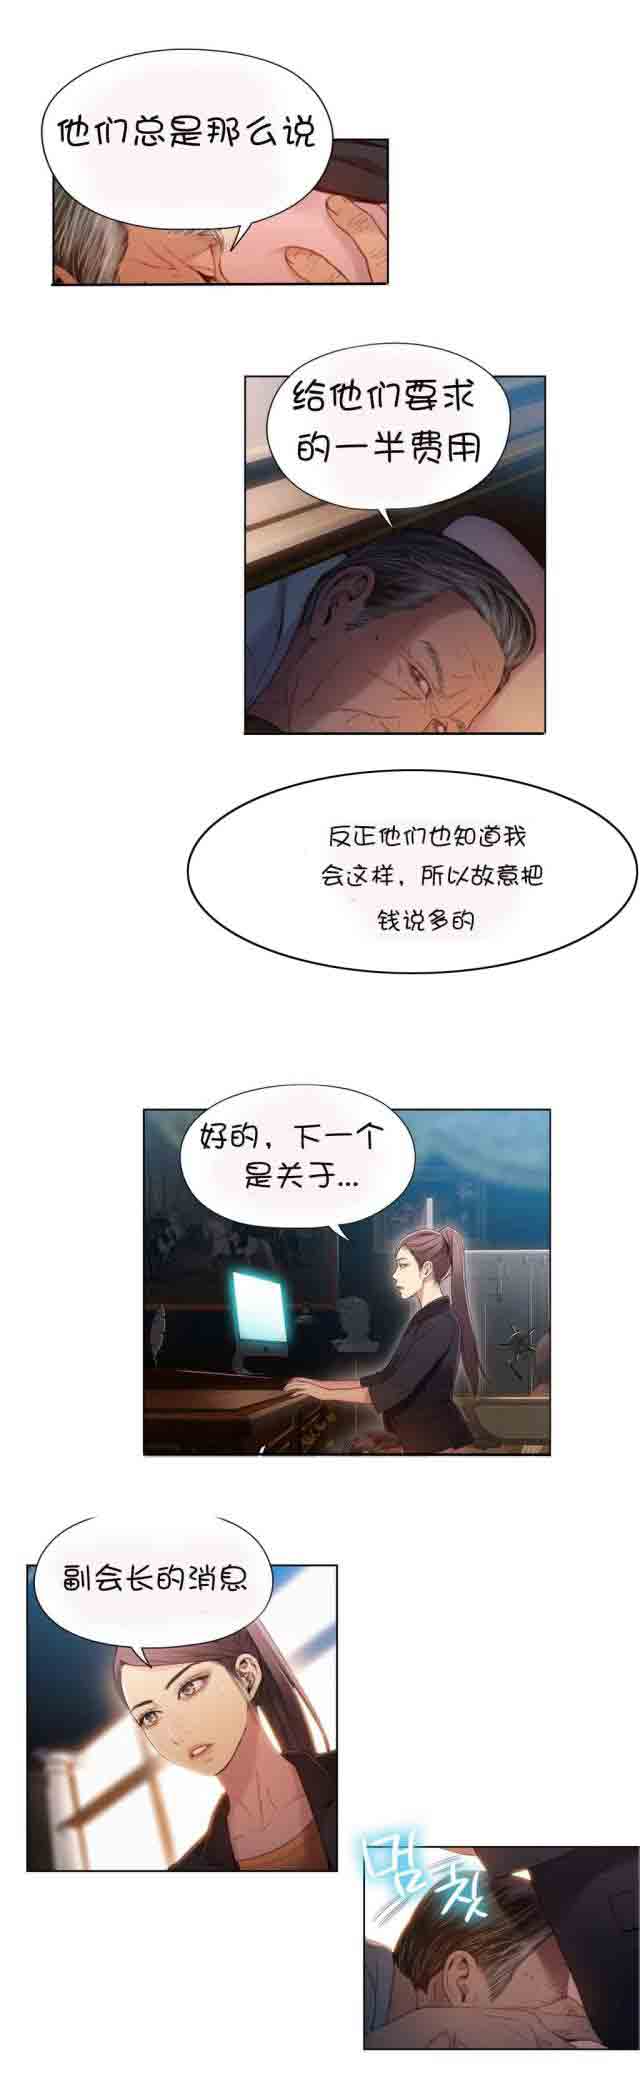 他们总是那么说
给他们要求
的一半费用
反正他们也知道我
会这样，所以故意把
钱说多的
好的，下一个
是关于...
副会长的消息
멈칫